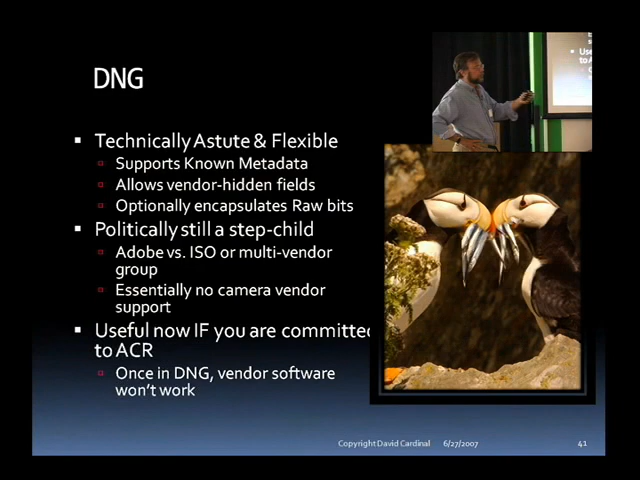 DNG
Technically Astute & Flexible
Supports Known Metadata
Allows vendor-hidden fields
Optionally encapsulates Raw bits
Politically still a step-child
Adobe vs. ISO or multi-vendor
group
Essentially no camera vendor
support
Useful now IF you are committed
to ACR
Once in DNG, vendor software
won't work
Copyright David Cardinal 6/27/2007 41